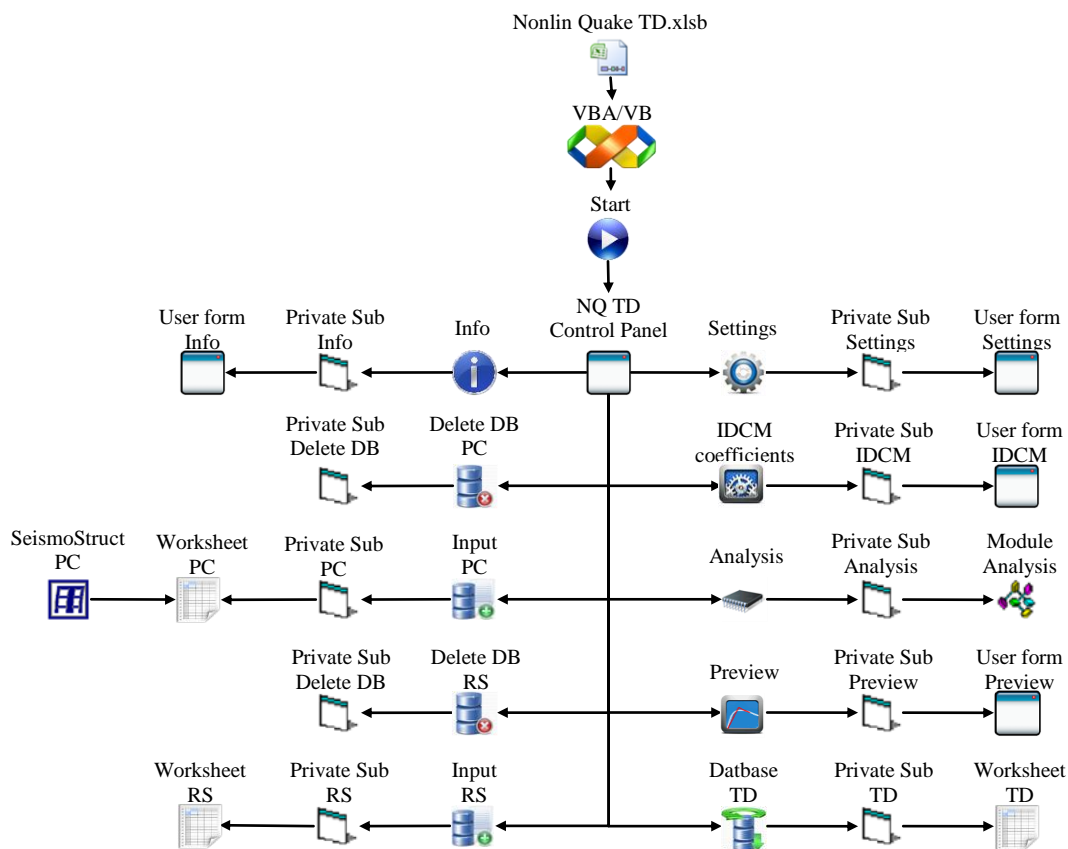 Nonlin Quake TD.xlsb
VBA/VB
Start
NQ TD
Control Panel
User form
Info
Private Sub
Info
Info
Settings
Private Sub
Settings
User form
Settings
Private Sub
Delete DB
Delete DB
PC
IDCM
coefficients
Private Sub
IDCM
User form
IDCM
SeismoStruct
PC
Worksheet
PC
Private Sub
PC
Input
PC
Analysis
Private Sub
Analysis
Module
Analysis
Private Sub
Delete DB
Delete DB
RS
Preview
Private Sub
Preview
User form
Preview
Worksheet
RS
Private Sub
RS
Input
RS
Datbase
TD
Private Sub
TD
Worksheet
TD